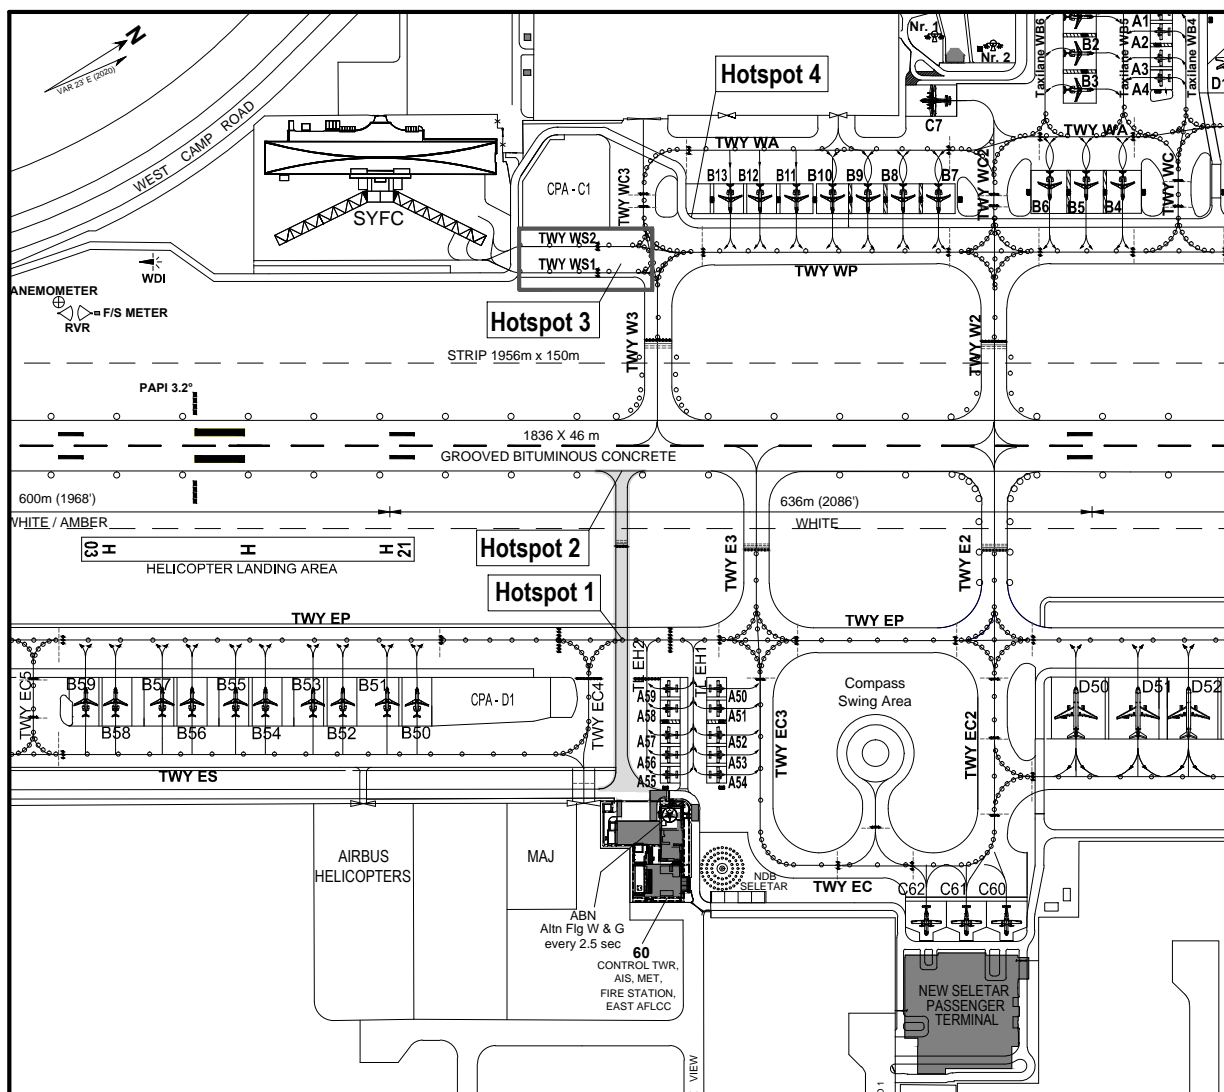 N
VAR 23' E (2020)
WEST CAMP ROAD
SYFC
WDI
ANEMOMETER
F/S METER
RVR
Nr. 1
Nr. 2
C7
Hotspot 4
Taxilane WB6
Taxilane WB5
Taxilane WB4
B2
B3
A1
A2
A3
A4
D1
TWY WA
TWY WA
CPA - C1
TWY WC3
TWY WC2
TWY WC
B13
B12
B11
B10
B9
B8
B7
B6
B5
B4
TWY WS2
TWY WS1
TWY WP
Hotspot 3
TWY W3
TWY W2
STRIP 1956m x 150m
PAPI 3.2°
1836 X 46 m
GROOVED BITUMINOUS CONCRETE
600m (1968')
636m (2086')
WHITE / AMBER
WHITE
03 H H H 21
HELICOPTER LANDING AREA
Hotspot 2
Hotspot 1
TWY E3
TWY E2
TWY EP
TWY EP
TWY EC5
B59
B57
B55
B53
B51
B58
B56
B54
B52
B50
CPA - D1
TWY EC4
EH2
EH1
A59
A58
A57
A56
A55
A50
A51
A52
A53
A54
TWY EC3
Compass
Swing Area
TWY EC2
D50
D51
D52
TWY ES
AIRBUS
HELICOPTERS
MAJ
ABN
Altn Flg W & G
every 2.5 sec
60
CONTROL TWR,
AIS, MET,
FIRE STATION,
EAST AFLCC
NDB
SELETAR
TWY EC
C62
C61
C60
NEW SELETAR
PASSENGER
TERMINAL
VIEW